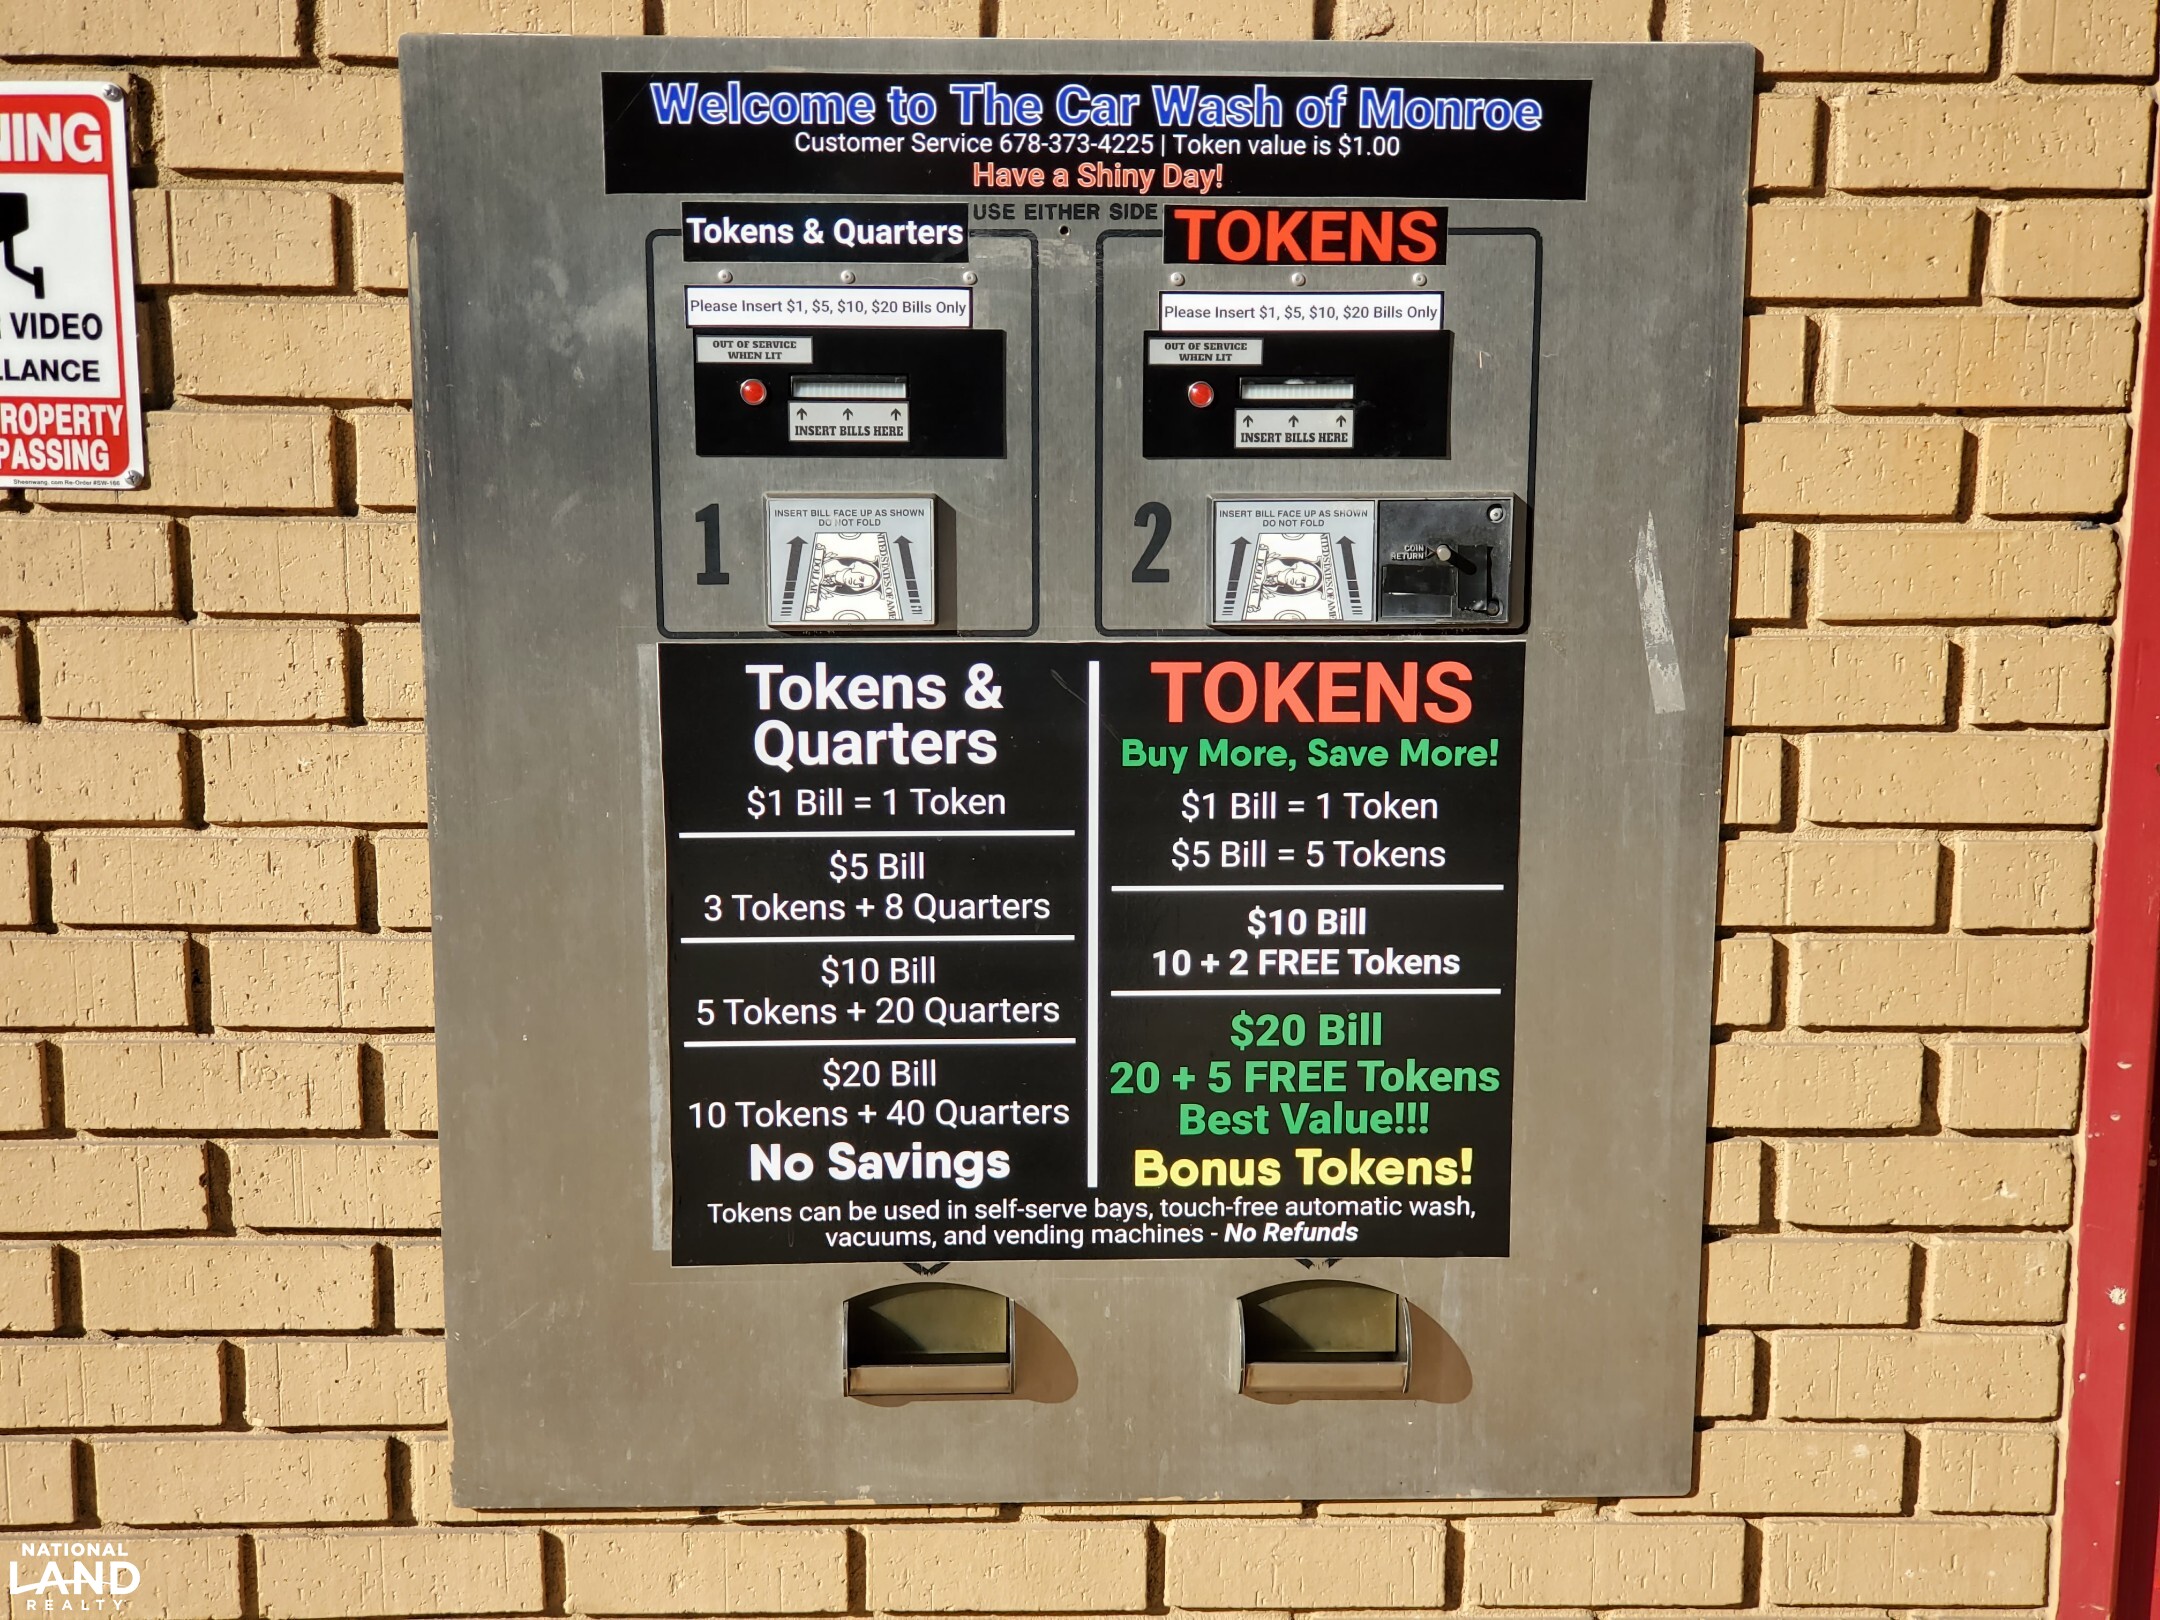 Welcome to The Car Wash of Monroe
Customer Service 678-373-4225 | Token value is $1.00
Have a Shiny Day!
USE EITHER SIDE
Tokens & Quarters
Please Insert $1, $5, $10, $20 Bills Only
OUT OF SERVICE
WHEN LIT
INSERT BILLS HERE
1
INSERT BILL FACE UP AS SHOWN
DO NOT FOLD
TOKENS
Please Insert $1, $5, $10, $20 Bills Only
OUT OF SERVICE
WHEN LIT
INSERT BILLS HERE
2
INSERT BILL FACE UP AS SHOWN
DO NOT FOLD
COIN
RETURN
Tokens &
Quarters
$1 Bill = 1 Token
$5 Bill
3 Tokens + 8 Quarters
$10 Bill
5 Tokens + 20 Quarters
$20 Bill
10 Tokens + 40 Quarters
No Savings
TOKENS
Buy More, Save More!
$1 Bill = 1 Token
$5 Bill = 5 Tokens
$10 Bill
10 + 2 FREE Tokens
$20 Bill
20 + 5 FREE Tokens
Best Value!!!
Bonus Tokens!
Tokens can be used in self-serve bays, touch-free automatic wash,
vacuums, and vending machines - No Refunds
NING
VIDEO
LLANCE
ROPERTY
PASSING
NATIONAL
LAND
REALTY